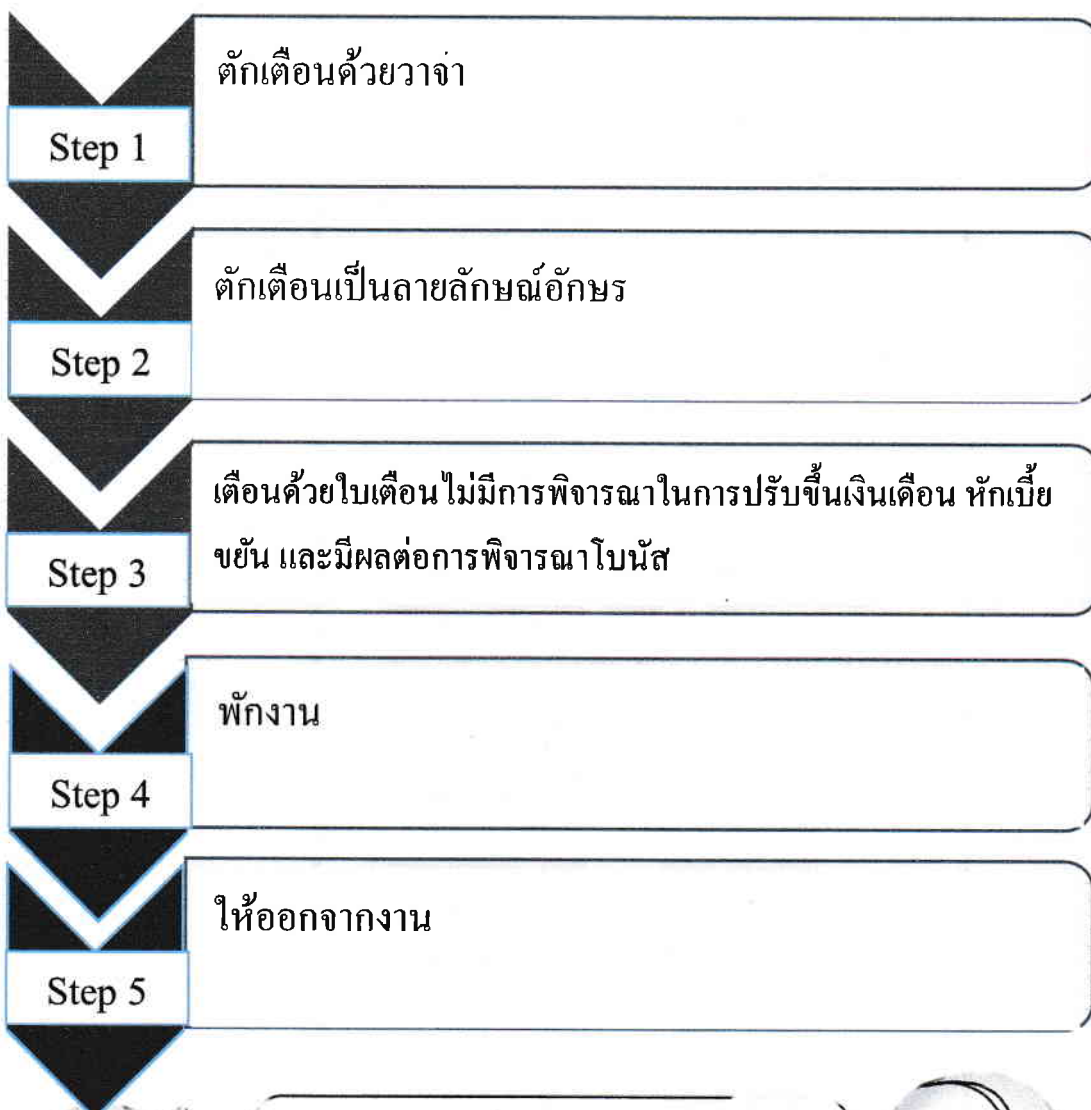 ตักเตือนด้วยวาจา
Step 1
ตักเตือนเป็นลายลักษณ์อักษร
Step 2
เตือนด้วยใบเตือน ไม่มีการพิจารณาในการปรับขึ้นเงินเดือน หักเบี้ย
ขยัน และมีผลต่อการพิจารณาโบนัส
Step 3
พักงาน
Step 4
ให้ออกจากงาน
Step 5